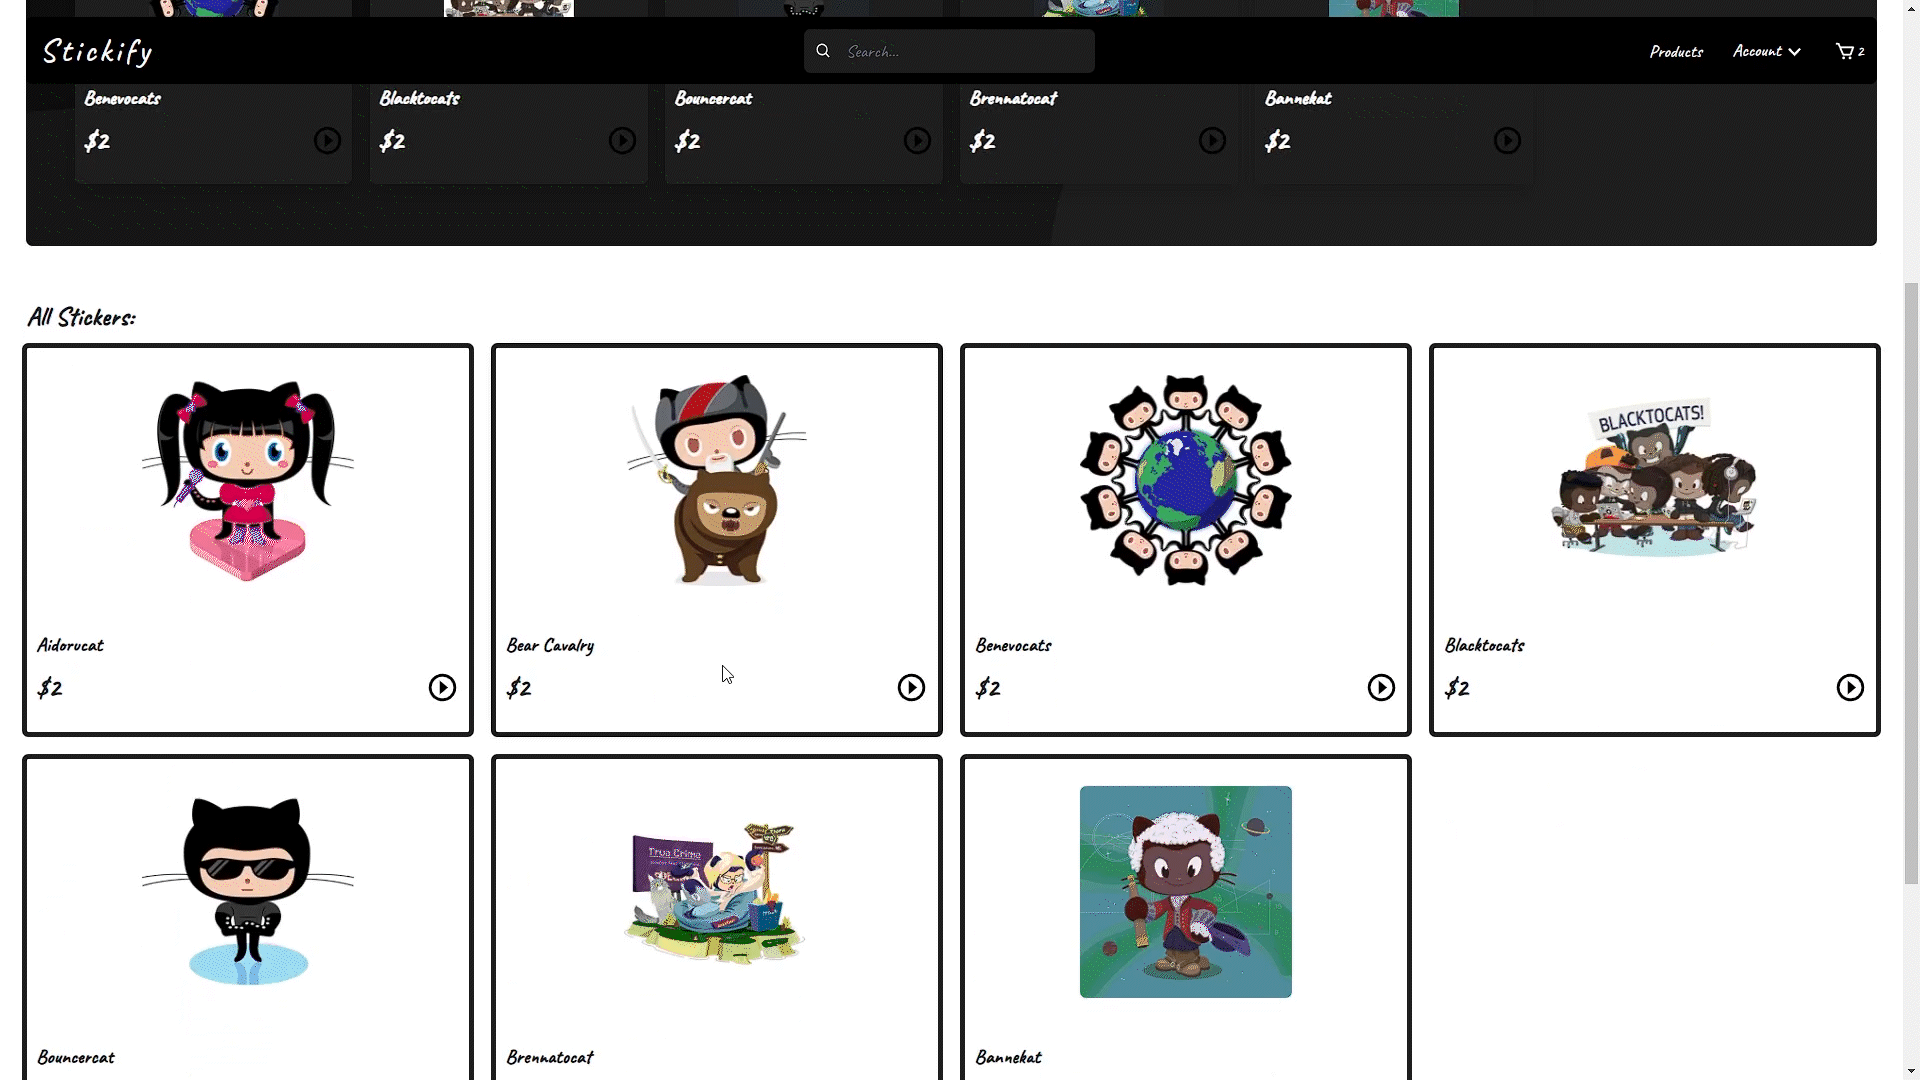 Stickify
Search...
Products
Account
2
Benevocats
Blacktocats
Bouncercat
Brennatocat
Bannekat
$2
$2
$2
$2
$2
All Stickers:
BLACKTOCATS!
Aidorucat
Bear Cavalry
Benevocats
Blacktocats
$2
$2
$2
$2
True Crime
Bouncercat
Brennatocat
Bannekat